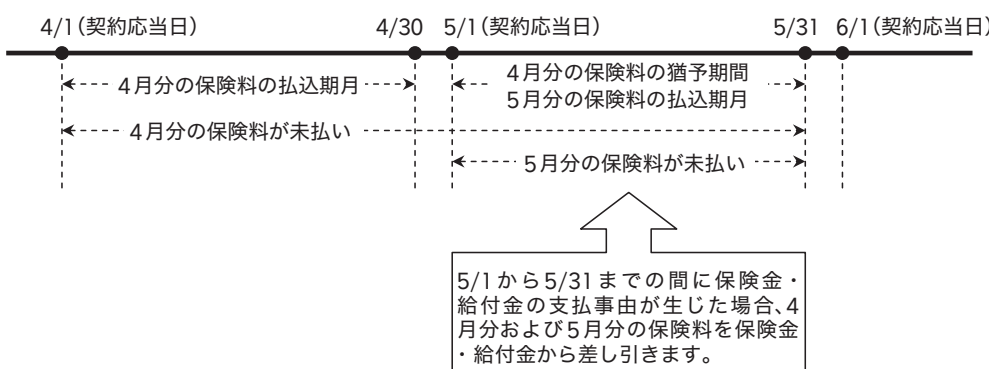 4/1(契約応当日)
4/30
5/1(契約応当日)
5/31
6/1(契約応当日)
4月分の保険料の払込期月
4月分の保険料の猶予期間
5月分の保険料の払込期月
4月分の保険料が未払い
5月分の保険料が未払い
5/1から5/31までの間に保険金・
給付金の支払事由が生じた場合、4
月分および5月分の保険料を保険金
・給付金から差し引きます。